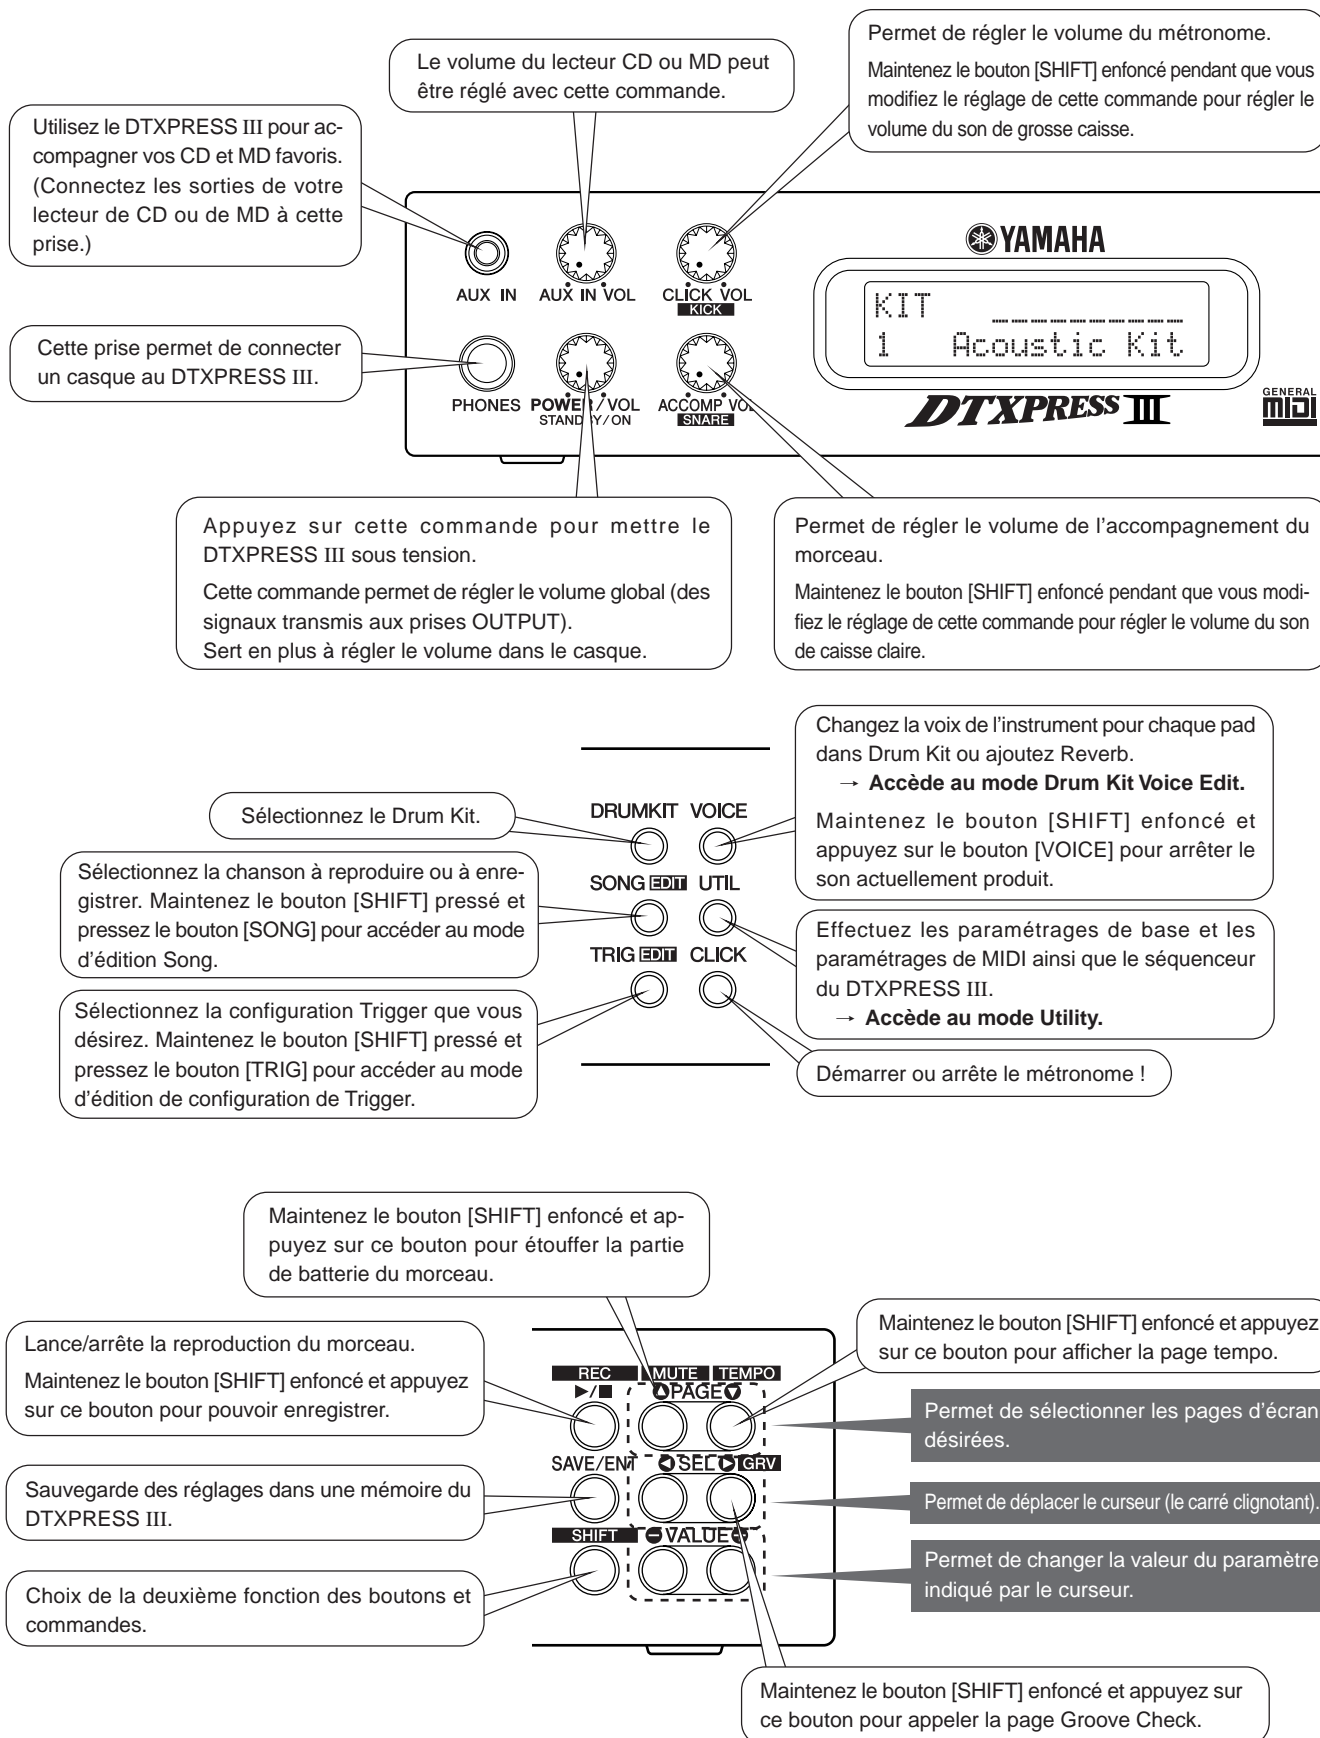 Permet de régler le volume du métronome.
Maintenez le bouton [SHIFT] enfoncé pendant que vous
modifiez le réglage de cette commande pour régler le
volume du son de grosse caisse.
Le volume du lecteur CD ou MD peut
être réglé avec cette commande.
Utilisez le DTXPRESS III pour ac-
compagner vos CD et MD favoris.
(Connectez les sorties de votre
lecteur de CD ou de MD à cette
prise.)
YAMAHA
AUX IN
AUX IN VOL
CLICK VOL
KICK
KIT
1 Acoustic Kit
Cette prise permet de connecter
un casque au DTXPRESS III.
PHONES
POWER/VOL
STANDBY/ON
ACCOMP VOL
SNARE
DTXPRESS III
GENERAL
MIDI
Appuyez sur cette commande pour mettre le
DTXPRESS III sous tension.
Cette commande permet de régler le volume global (des
signaux transmis aux prises OUTPUT).
Sert en plus à régler le volume dans le casque.
Permet de régler le volume de l’accompagnement du
morceau.
Maintenez le bouton [SHIFT] enfoncé pendant que vous modi-
fiez le réglage de cette commande pour régler le volume du son
de caisse claire.
Changez la voix de l’instrument pour chaque pad
dans Drum Kit ou ajoutez Reverb.
→ Accède au mode Drum Kit Voice Edit.
Maintenez le bouton [SHIFT] enfoncé et
appuyez sur le bouton [VOICE] pour arrêter le
son actuellement produit.
Sélectionnez le Drum Kit.
DRUMKIT VOICE
Sélectionnez la chanson à reproduire ou à enre-
gistrer. Maintenez le bouton [SHIFT] pressé et
pressez le bouton [SONG] pour accéder au mode
d’édition Song.
SONG EDIT UTIL
Effectuez les paramétrages de base et les
paramétrages de MIDI ainsi que le séquenceur
du DTXPRESS III.
→ Accède au mode Utility.
TRIG EDIT CLICK
Sélectionnez la configuration Trigger que vous
désirez. Maintenez le bouton [SHIFT] pressé et
pressez le bouton [TRIG] pour accéder au mode
d’édition de configuration de Trigger.
Démarrer ou arrête le métronome !
Maintenez le bouton [SHIFT] enfoncé et ap-
puyez sur ce bouton pour étouffer la partie
de batterie du morceau.
Lance/arrête la reproduction du morceau.
Maintenez le bouton [SHIFT] enfoncé et appuyez
sur ce bouton pour pouvoir enregistrer.
Maintenez le bouton [SHIFT] enfoncé et appuyez
sur ce bouton pour afficher la page tempo.
REC MUTE TEMPO
▶/■ PAGE
Permet de sélectionner les pages d’écran
désirées.
SAVE/ENT SEL GRV
Sauvegarde des réglages dans une mémoire du
DTXPRESS III.
Permet de déplacer le curseur (le carré clignotant).
SHIFT VALUE
Permet de changer la valeur du paramètre
indiqué par le curseur.
Choix de la deuxième fonction des boutons et
commandes.
Maintenez le bouton [SHIFT] enfoncé et appuyez sur
ce bouton pour appeler la page Groove Check.